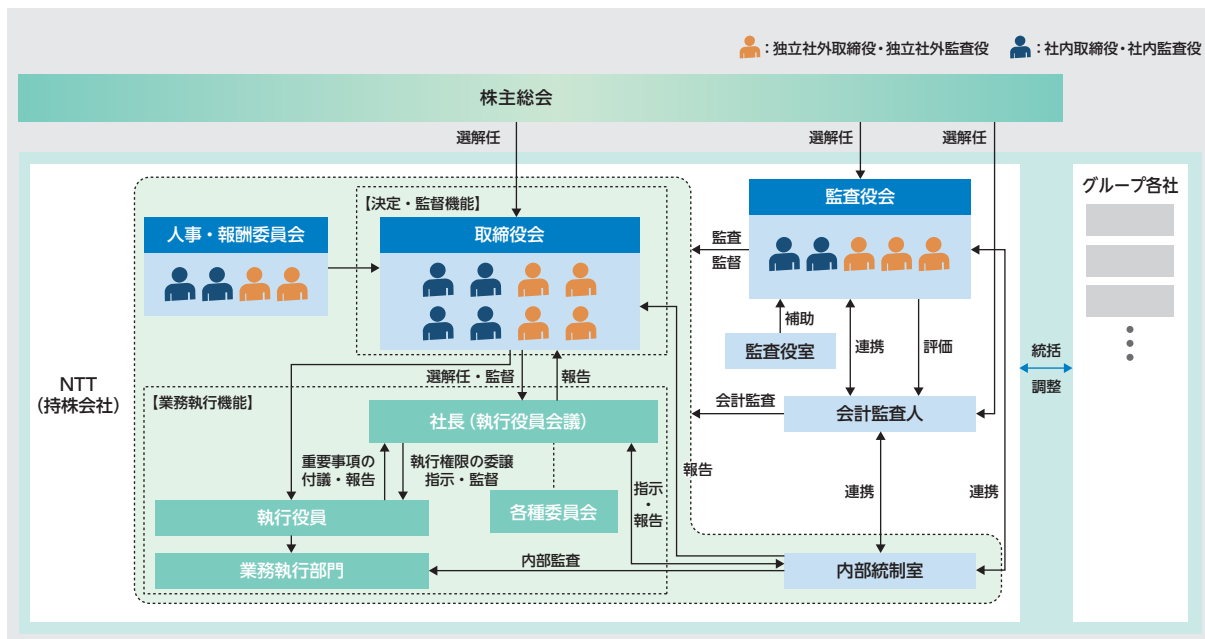 ：独立社外取締役・独立社外監査役
：社内取締役・社内監査役
株主総会
選解任
選解任
選解任
NTT
（持株会社）
【決定・監督機能】
人事・報酬委員会
取締役会
監査役会
監査
監督
補助
監査役室
連携
評価
選解任・監督
報告
【業務執行機能】
社長（執行役員会議）
会計監査
会計監査人
重要事項の
付議・報告
執行権限の委譲
指示・監督
執行役員
各種委員会
指示
・
報告
報告
連携
連携
業務執行部門
内部監査
内部統制室
統括
調整
グループ各社